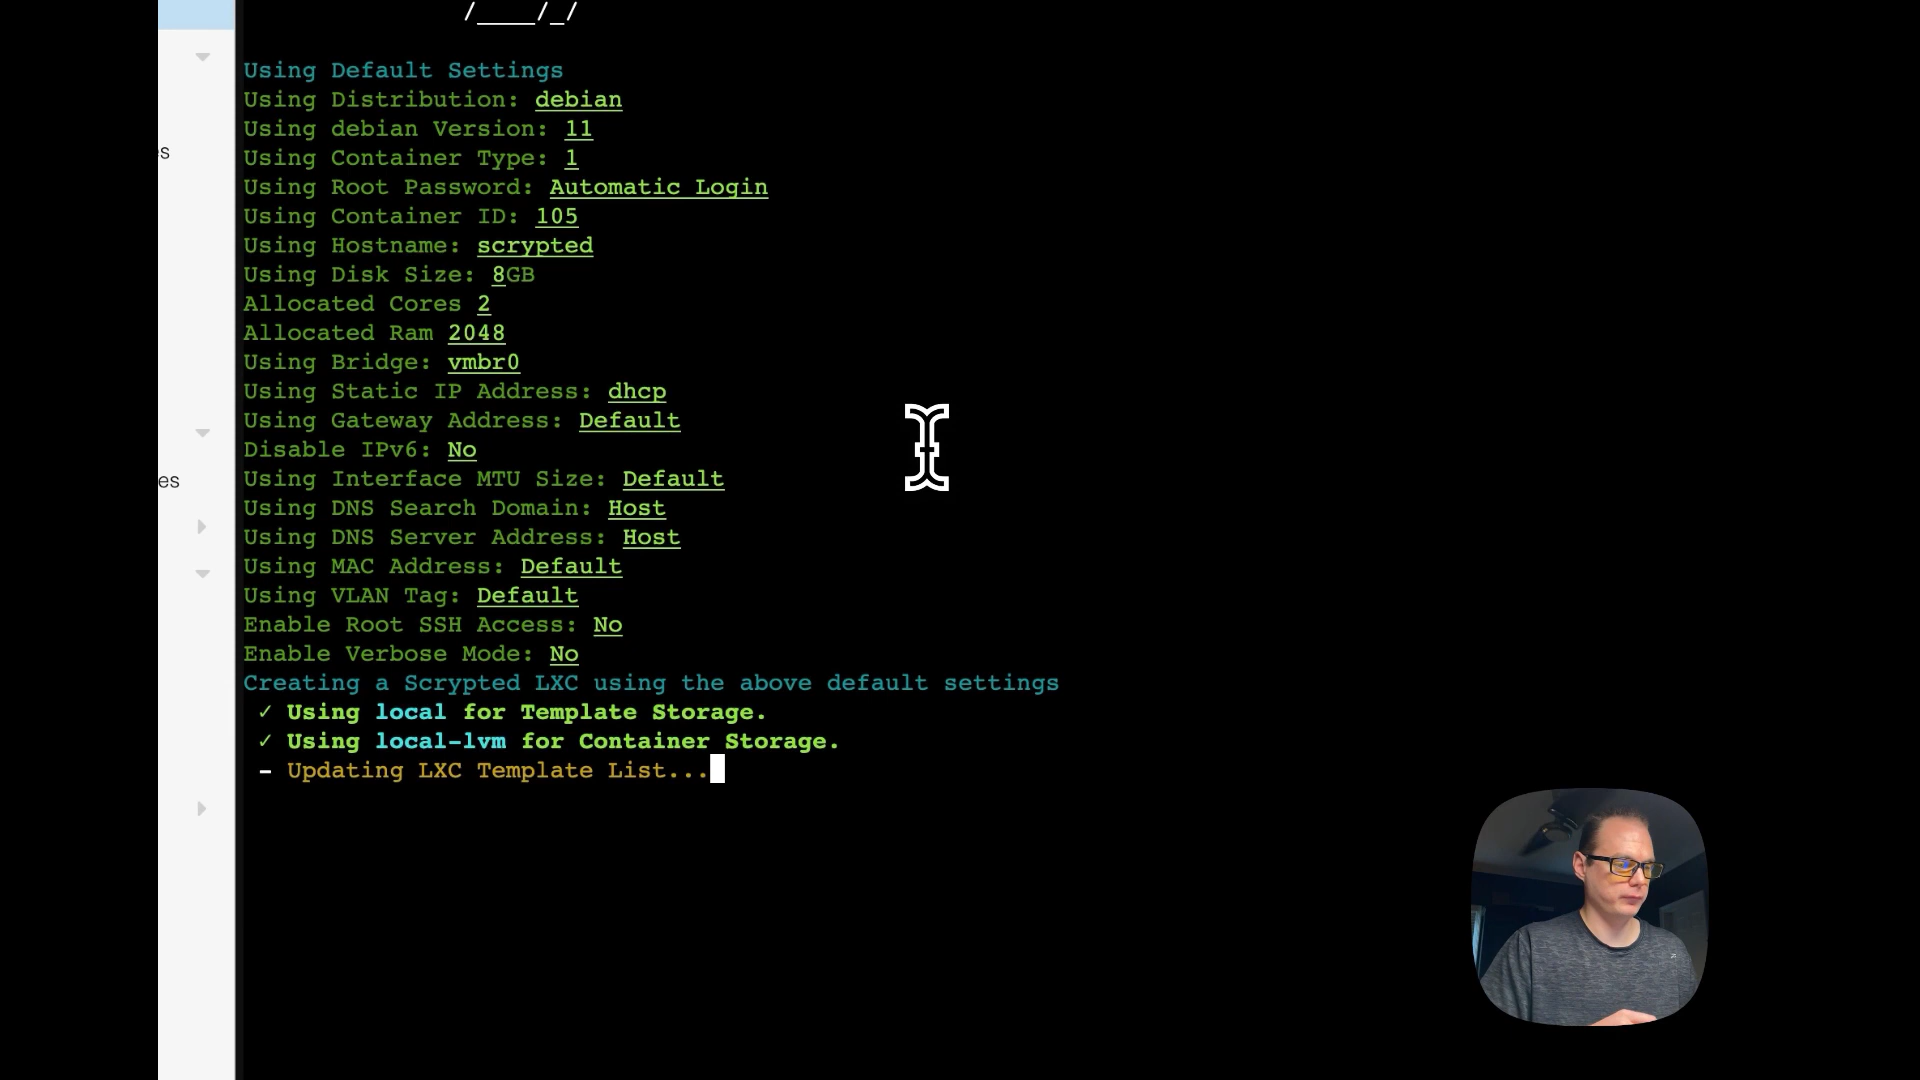 Using Default Settings
Using Distribution: debian
Using debian Version: 11
es
Using Container Type: 1
Using Root Password: Automatic Login
Using Container ID: 105
Using Hostname: scrypted
Using Disk Size: 8GB
Allocated Cores 2
Allocated Ram 2048
Using Bridge: vmbr0
Using Static IP Address: dhcp
Using Gateway Address: Default
Disable IPv6: No
es
Using Interface MTU Size: Default
Using DNS Search Domain: Host
Using DNS Server Address: Host
Using MAC Address: Default
Using VLAN Tag: Default
Enable Root SSH Access: No
Enable Verbose Mode: No
Creating a Scrypted LXC using the above default settings
✓ Using local for Template Storage.
✓ Using local-lvm for Container Storage.
- Updating LXC Template List...